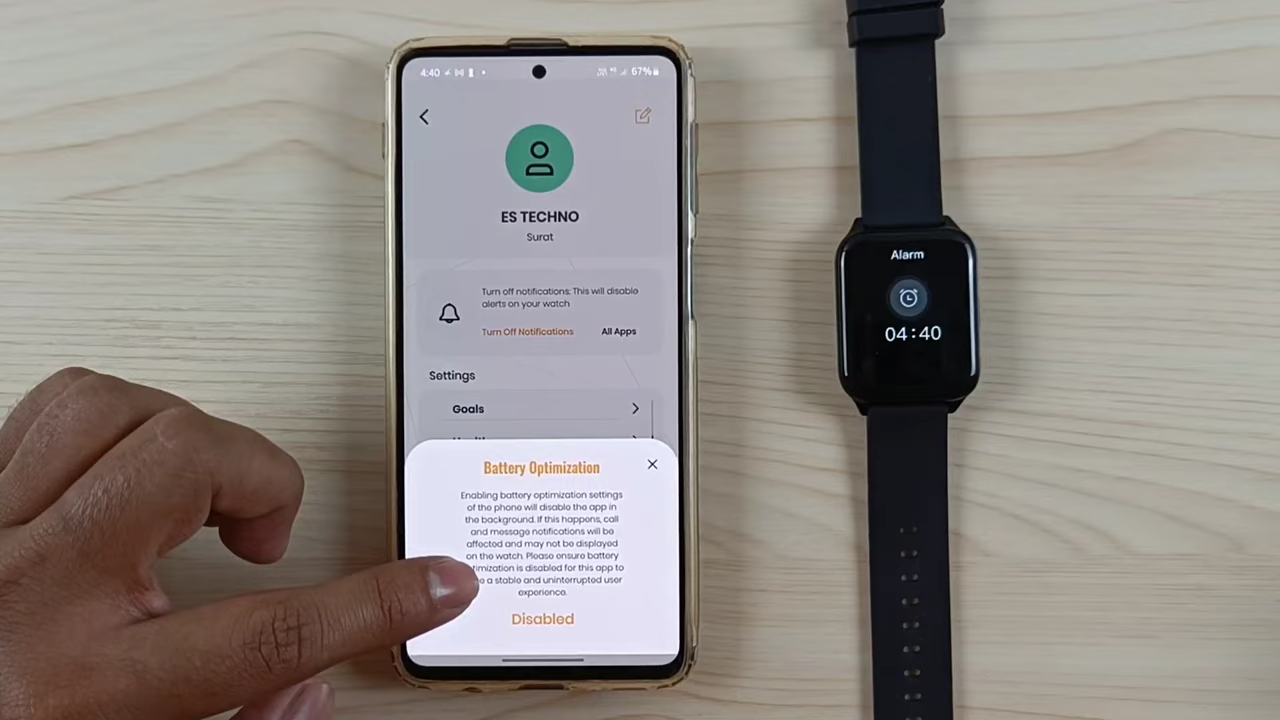 4:40
67%
ES TECHNO
Surat
Turn off notifications: This will disable
alerts on your watch
Turn Off Notifications
All Apps
Settings
Goals
Battery Optimization
Enabling battery optimization settings
of the phone will disable the app in
the background. If this happens, call
and message notifications will be
affected and may not be displayed
on the watch. Please ensure battery
is disabled for this app to
a stable and uninterrupted user
experience.
Disabled
Alarm
04:40